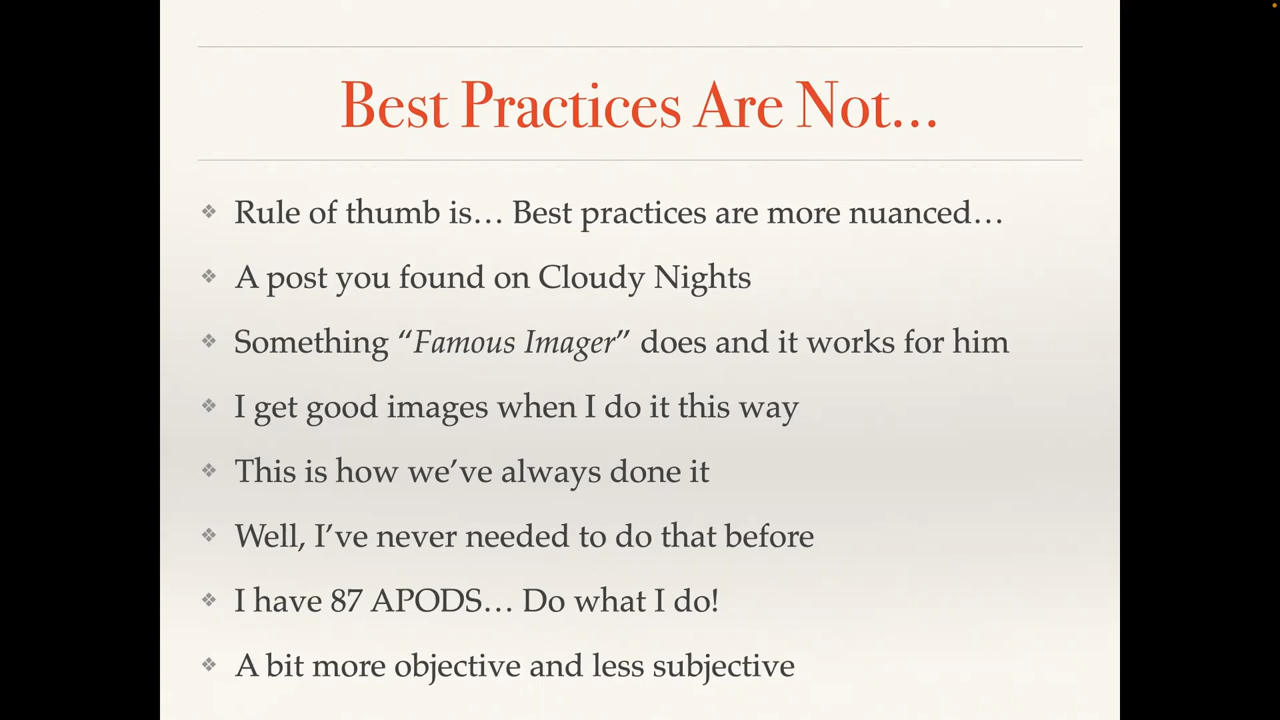 Best Practices Are Not…
Rule of thumb is… Best practices are more nuanced…
A post you found on Cloudy Nights
Something “Famous Imager” does and it works for him
I get good images when I do it this way
This is how we’ve always done it
Well, I’ve never needed to do that before
I have 87 APODS… Do what I do!
A bit more objective and less subjective